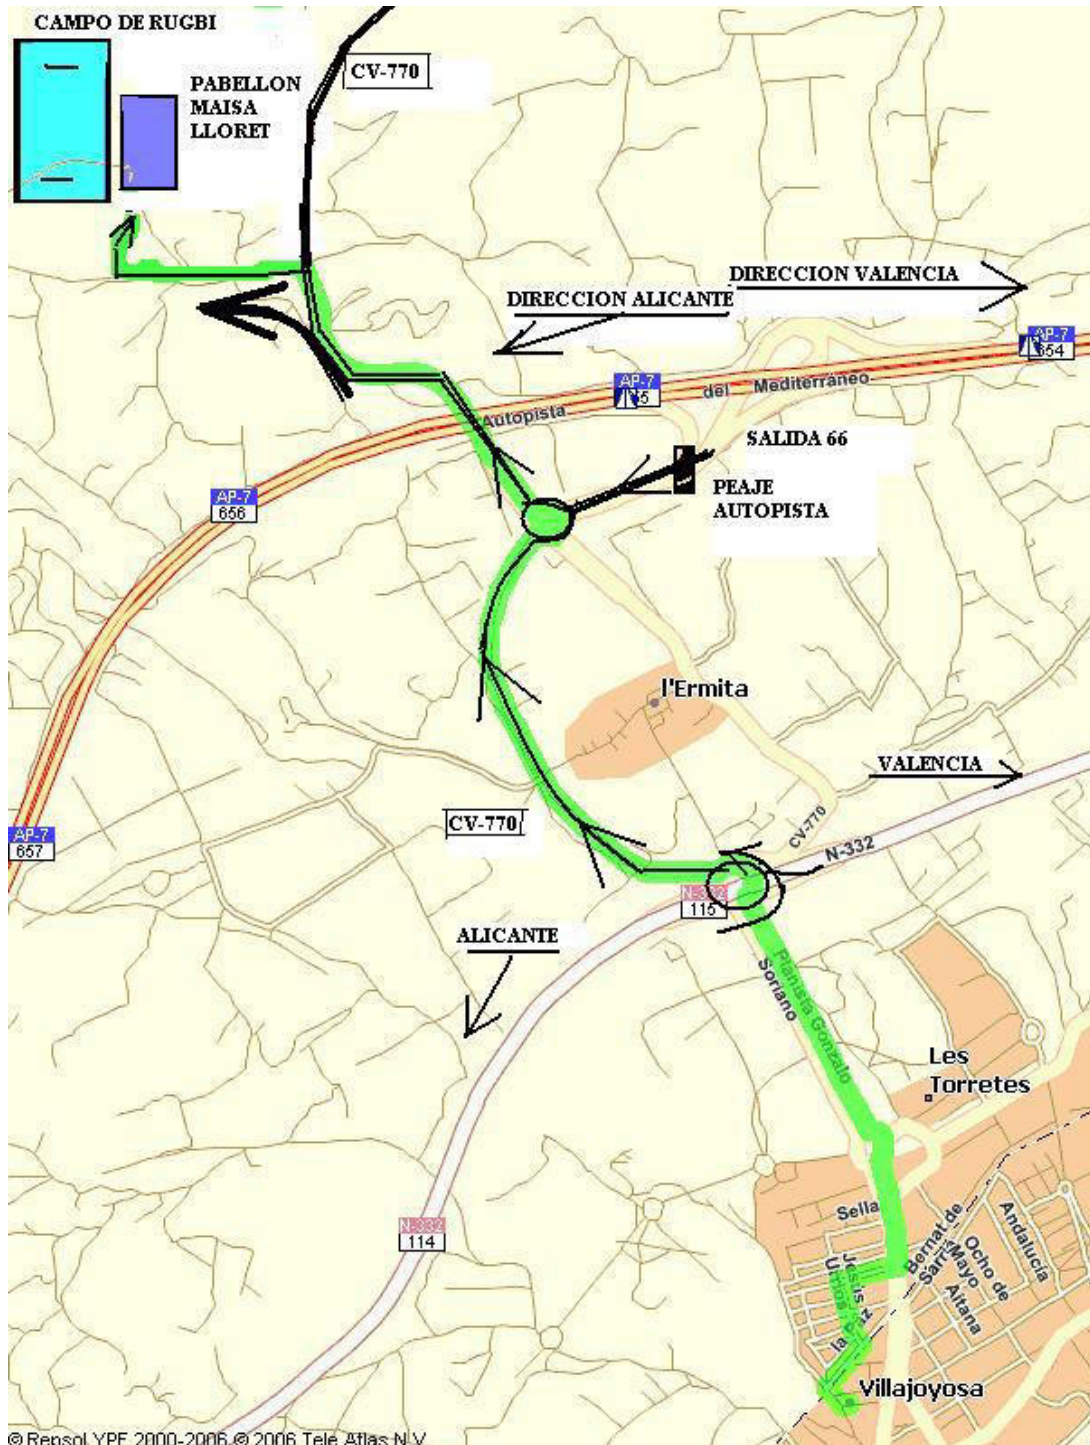 CAMPO DE RUGBI
CV-770
PABELLON
MAISA
LLORET
DIRECCION VALENCIA
DIRECCION ALICANTE
AP-7
654
AP-7
Autopista del Mediterráneo
SALIDA 66
PEAJE
AUTOPISTA
AP-7
656
l'Ermita
VALENCIA
CV-770
CV-770
N-332
AP-7
657
N-332
115
ALICANTE
Pianista Gonzalo
Soriano
Les
Torretes
Sella
Bernat de
Sarrià
Ocho de
Mayo
Andalucía
Aitana
N-332
114
Villajoyosa
© Repsol YPF 2000-2006 © 2006 Tele Atlas N.V.